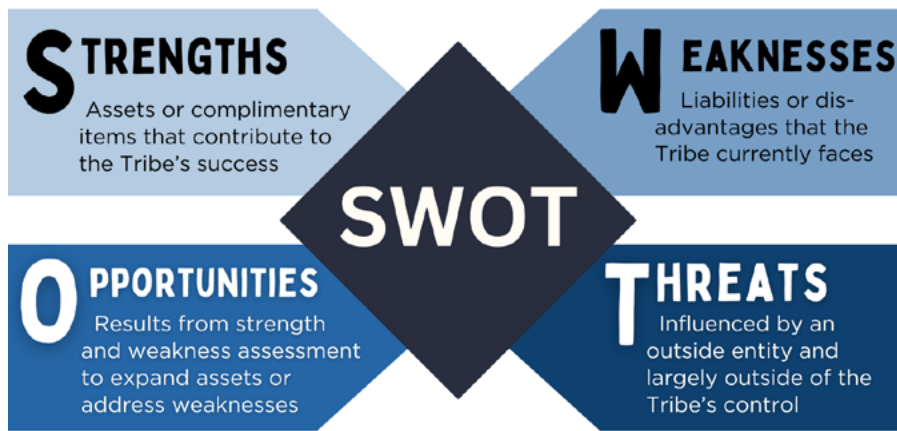 STRENGTHS
Assets or complimentary
items that contribute to
the Tribe's success
WEAKNESSES
Liabilities or dis-
advantages that the
Tribe currently faces
SWOT
OPPORTUNITIES
Results from strength
and weakness assessment
to expand assets or
address weaknesses
THREATS
Influenced by an
outside entity and
largely outside of the
Tribe's control